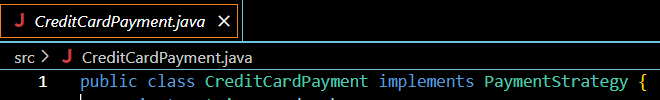 CreditCardPayment.java
src > CreditCardPayment.java
1 public class CreditCardPayment implements PaymentStrategy {